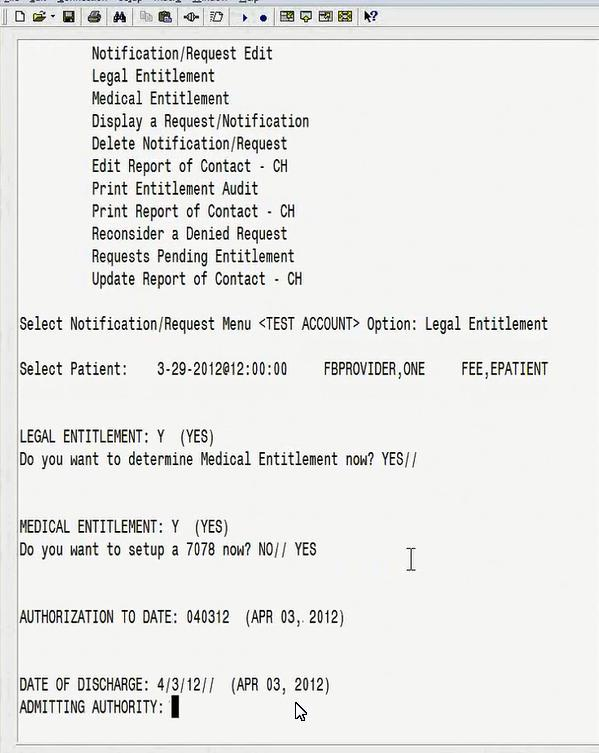 Notification/Request Edit
Legal Entitlement
Medical Entitlement
Display a Request/Notification
Delete Notification/Request
Edit Report of Contact - CH
Print Entitlement Audit
Print Report of Contact - CH
Reconsider a Denied Request
Requests Pending Entitlement
Update Report of Contact - CH
Select Notification/Request Menu <TEST ACCOUNT> Option: Legal Entitlement
Select Patient: 3-29-2012@12:00:00 FBPROVIDER,ONE FEE,EPATIENT
LEGAL ENTITLEMENT: Y (YES)
Do you want to determine Medical Entitlement now? YES//
MEDICAL ENTITLEMENT: Y (YES)
Do you want to setup a 7078 now? NO// YES
AUTHORIZATION TO DATE: 040312 (APR 03, 2012)
DATE OF DISCHARGE: 4/3/12// (APR 03, 2012)
ADMITTING AUTHORITY: